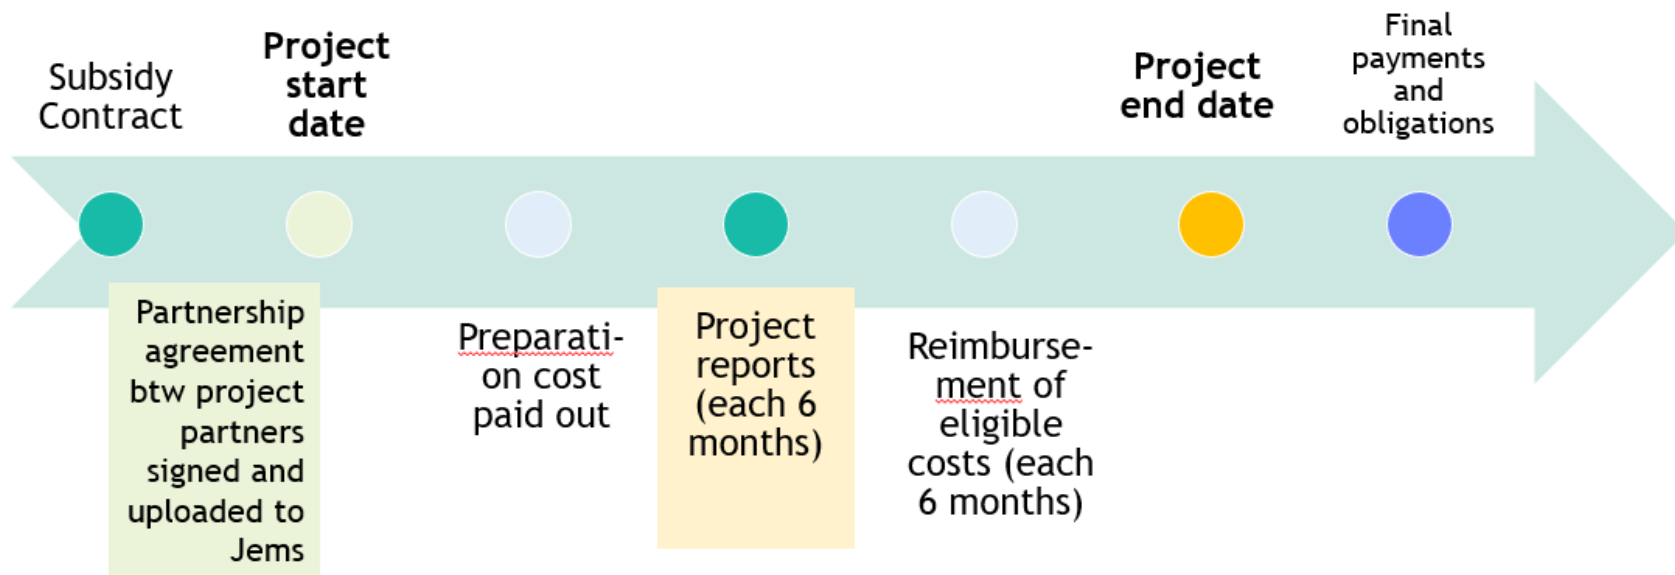 Subsidy
Contract
Project
start
date
Project
end date
Final
payments
and
obligations
Partnership
agreement
btw project
partners
signed and
uploaded to
Jems
Preparati-
on cost
paid out
Project
reports
(each 6
months)
Reimburse-
ment of
eligible
costs (each
6 months)